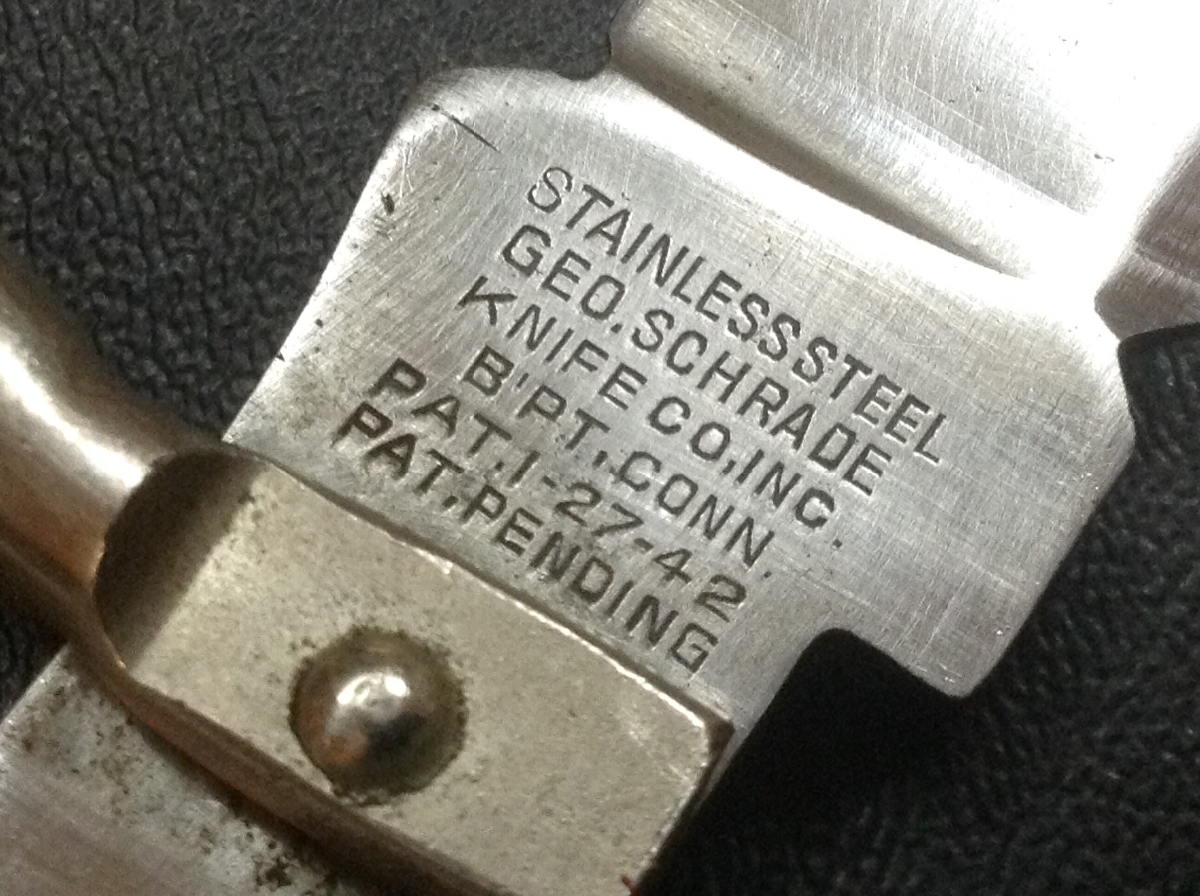 STAINLESS STEEL
GEO. SCHRADE
KNIFE CO., INC.
B'PT., CONN.
PAT. 1-27-42
PAT. PENDING